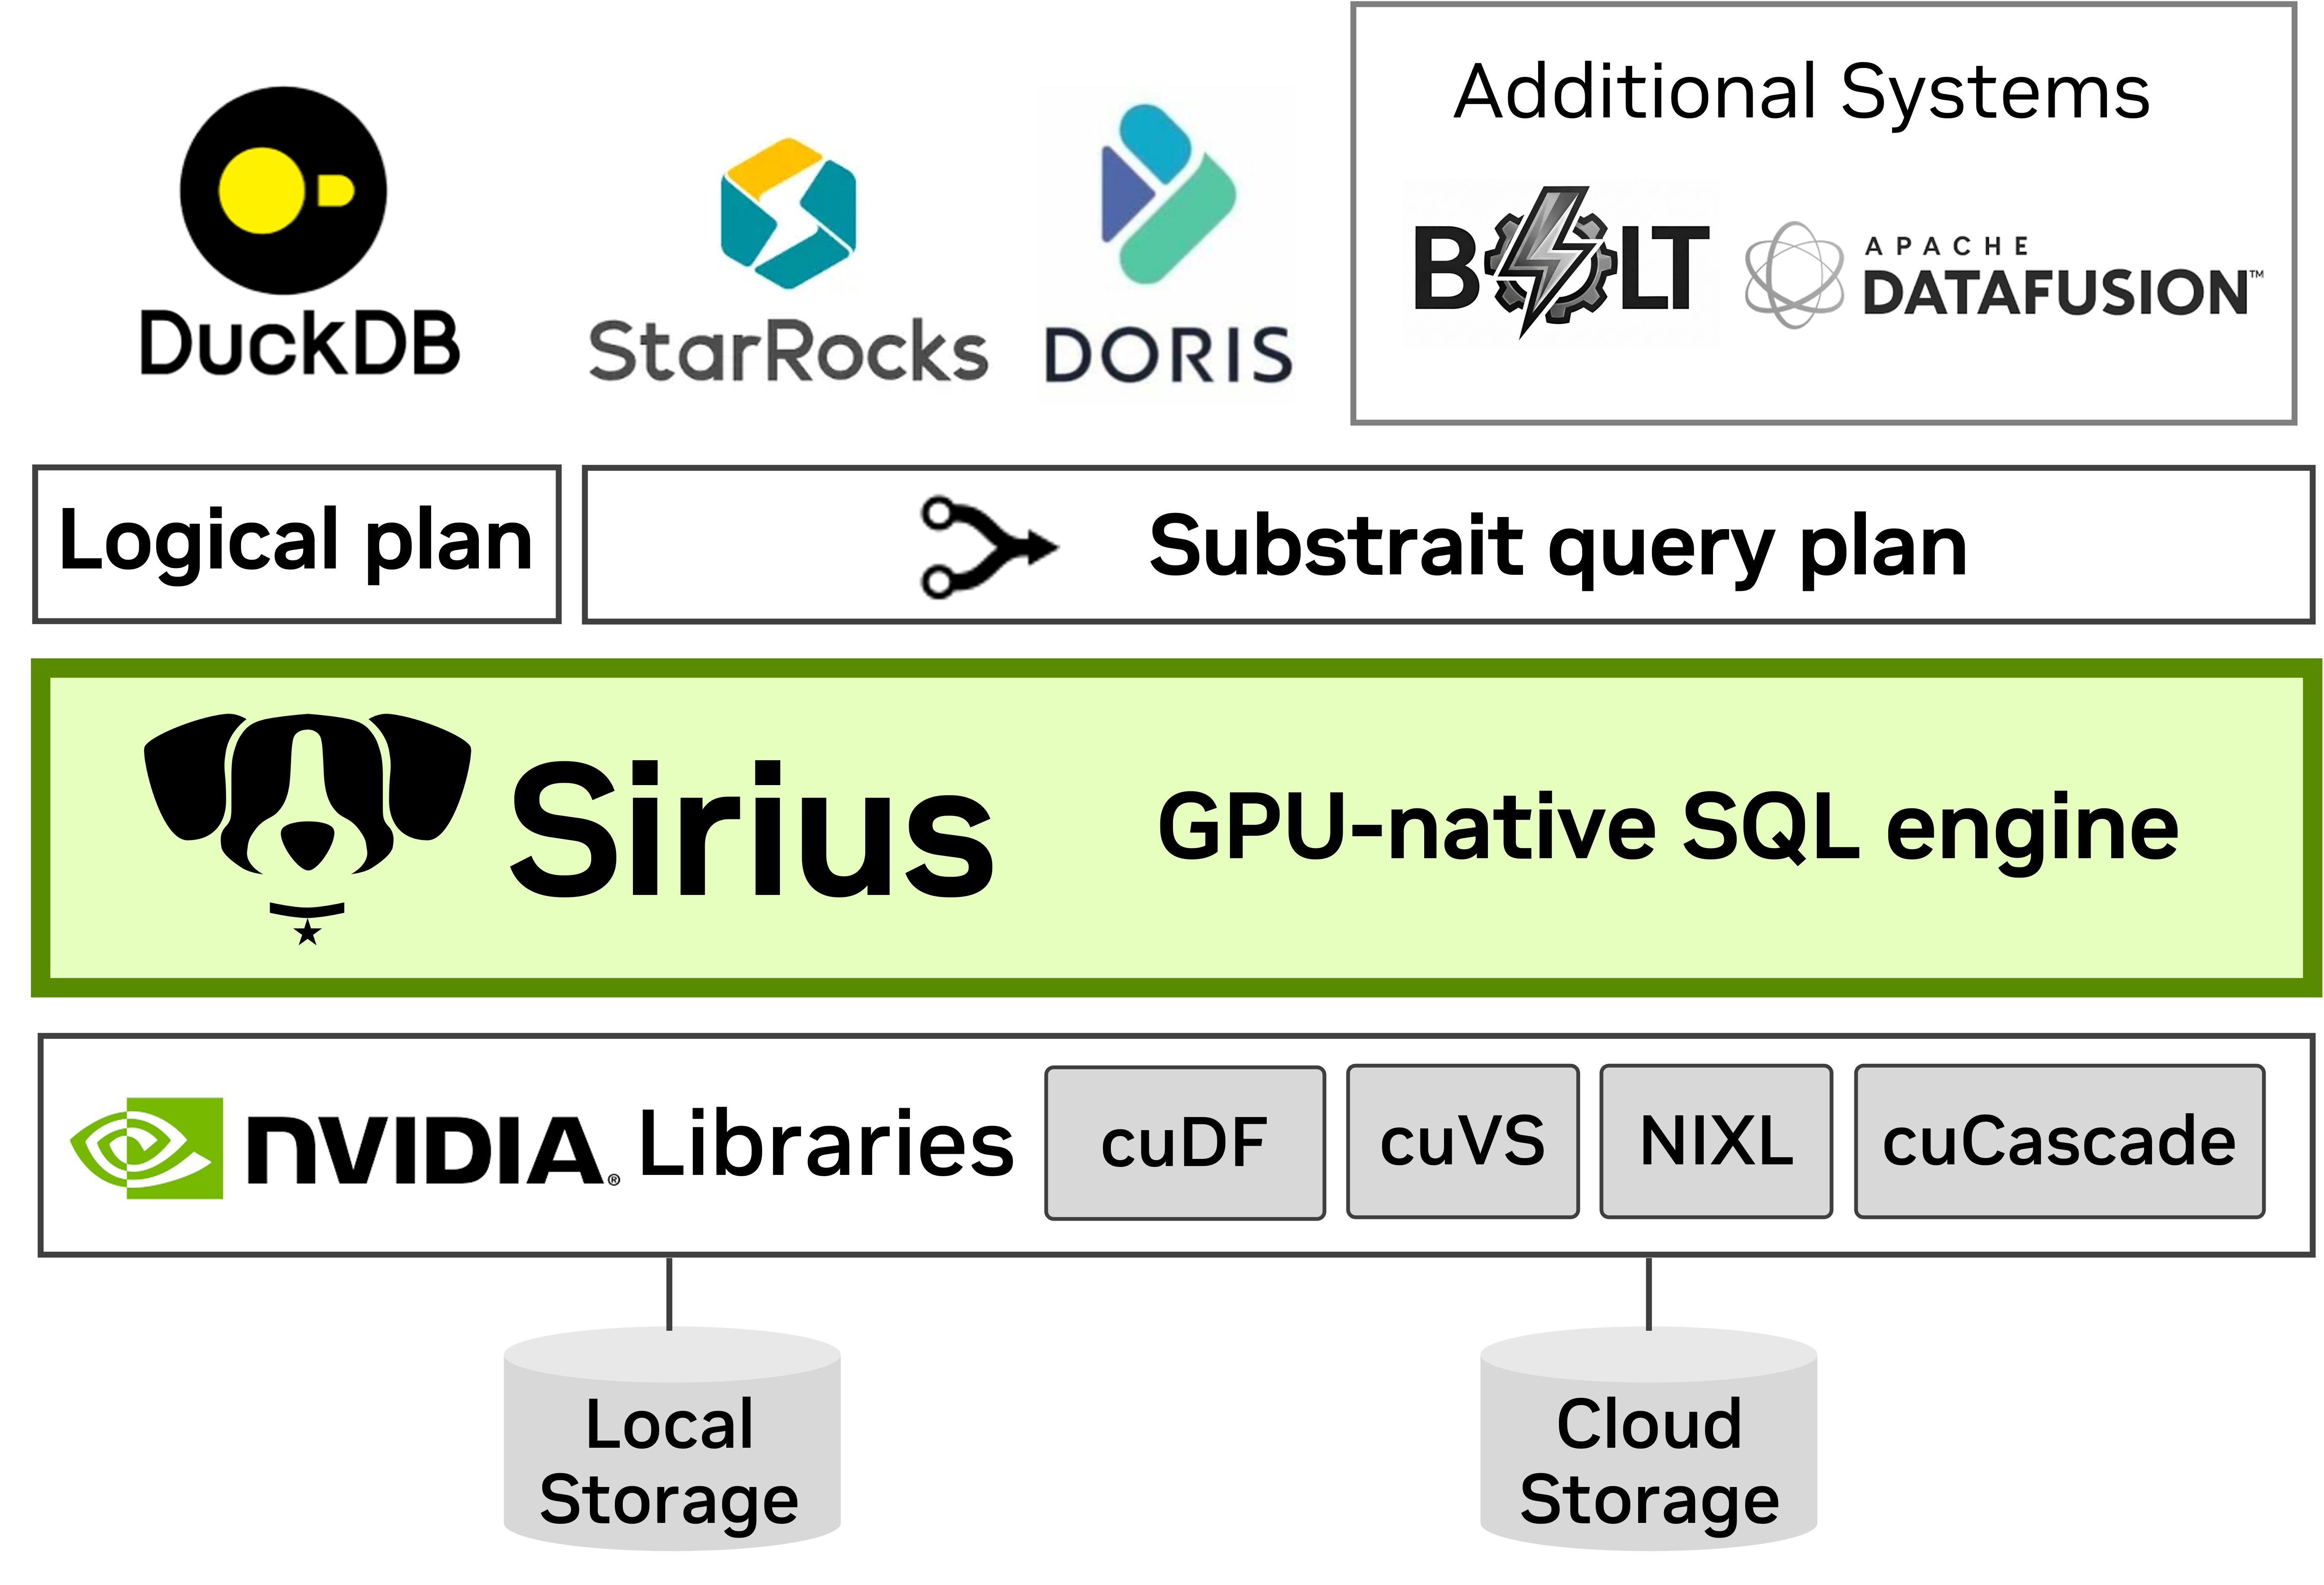 Additional Systems
DuckDB
StarRocks
DORIS
BOLT
APACHE
DATAFUSION™
Logical plan
Substrait query plan
Sirius
GPU-native SQL engine
NVIDIA® Libraries
cuDF
cuVS
NIXL
cuCascade
Local
Storage
Cloud
Storage